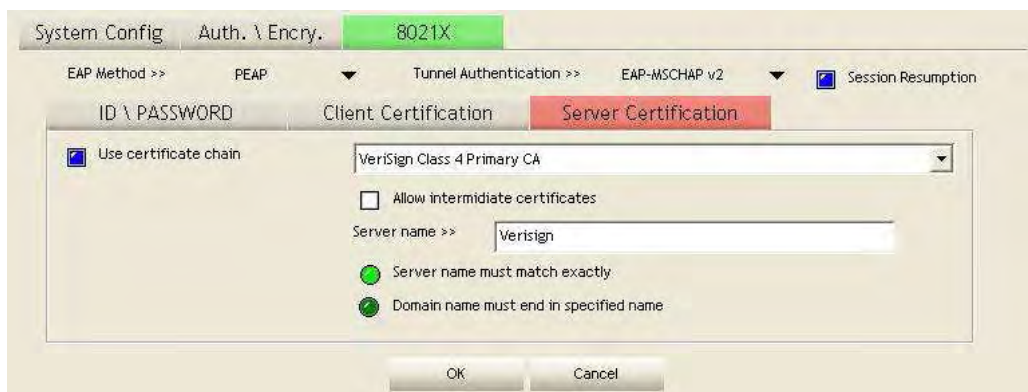 System Config Auth. \ Encry. 8021X
EAP Method >> PEAP Tunnel Authentication >> EAP-MSCHAP v2 Session Resumption
ID \ PASSWORD Client Certification Server Certification
Use certificate chain VeriSign Class 4 Primary CA
Allow intermidiate certificates
Server name >> Verisign
Server name must match exactly
Domain name must end in specified name
OK Cancel